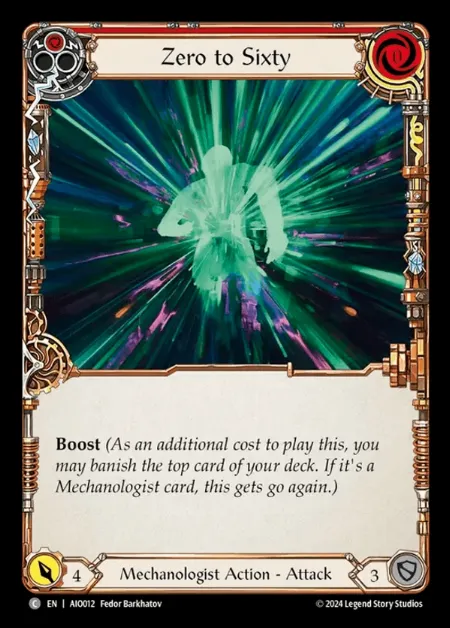 Zero to Sixty
0
Boost (As an additional cost to play this, you
may banish the top card of your deck. If it's a
Mechanologist card, this gets go again.)
4
Mechanologist Action - Attack
3
C EN | AIO012 Fedor Barkhatov
© 2024 Legend Story Studios